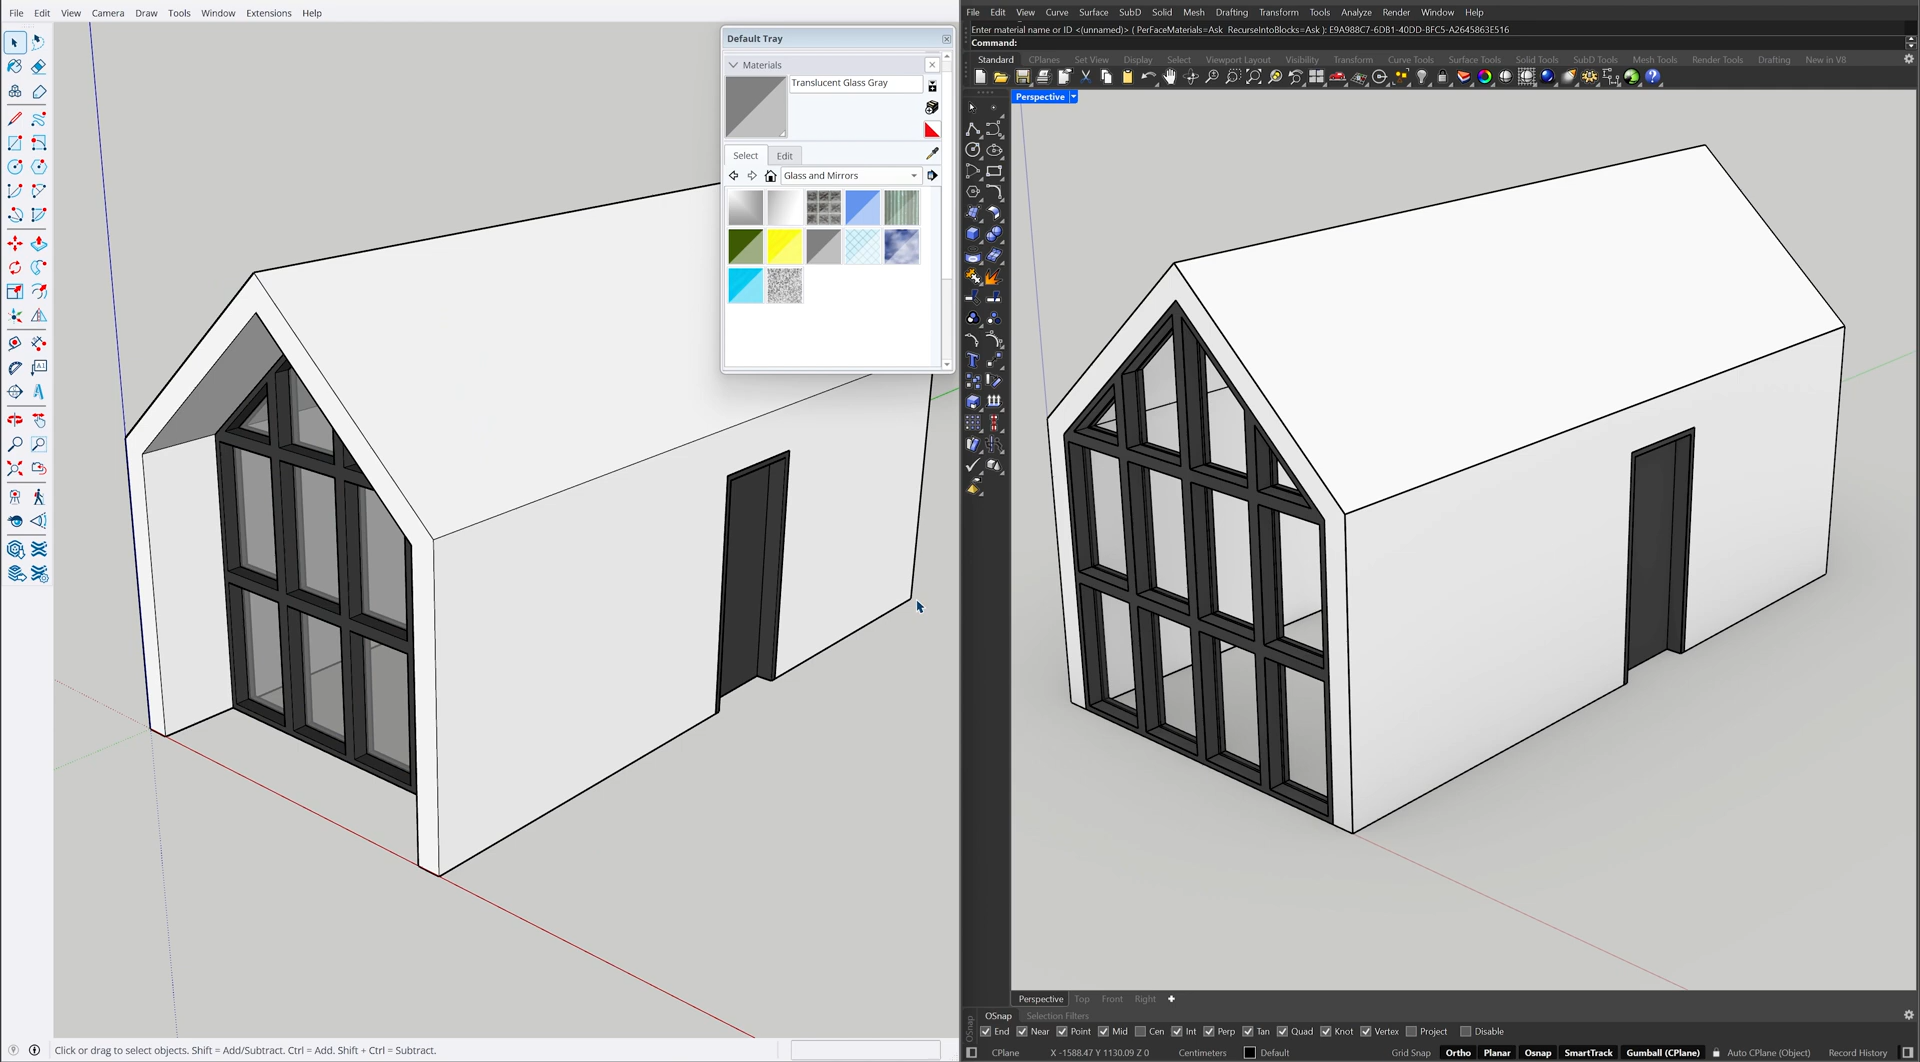 File Edit View Camera Draw Tools Window Extensions Help
Default Tray
Materials
Translucent Glass Gray
Select Edit
Glass and Mirrors
Click or drag to select objects. Shift = Add/Subtract. Ctrl = Add. Shift + Ctrl = Subtract.
File Edit View Curve Surface SubD Solid Mesh Drafting Transform Tools Analyze Render Window Help
Enter material name or ID <(unnamed)> ( PerFaceMaterials=Ask RecurseIntoBlocks=Ask ): E9A988C7-6DB1-40DD-BFC5-A2645863E516
Command:
Standard CPlanes Set View Display Select Viewport Layout Visibility Transform Curve Tools Surface Tools Solid Tools SubD Tools Mesh Tools Render Tools Drafting New in V8
Perspective
Perspective Top Front Right
OSnap Selection Filters
OSnap
End Near Point Mid Cen Int Perp Tan Quad Knot Vertex Project Disable
CPlane X -1588.47 Y 1130.09 Z 0 Centimeters Default Grid Snap Ortho Planar Osnap SmartTrack Gumball (CPlane) Auto CPlane (Object) Record History